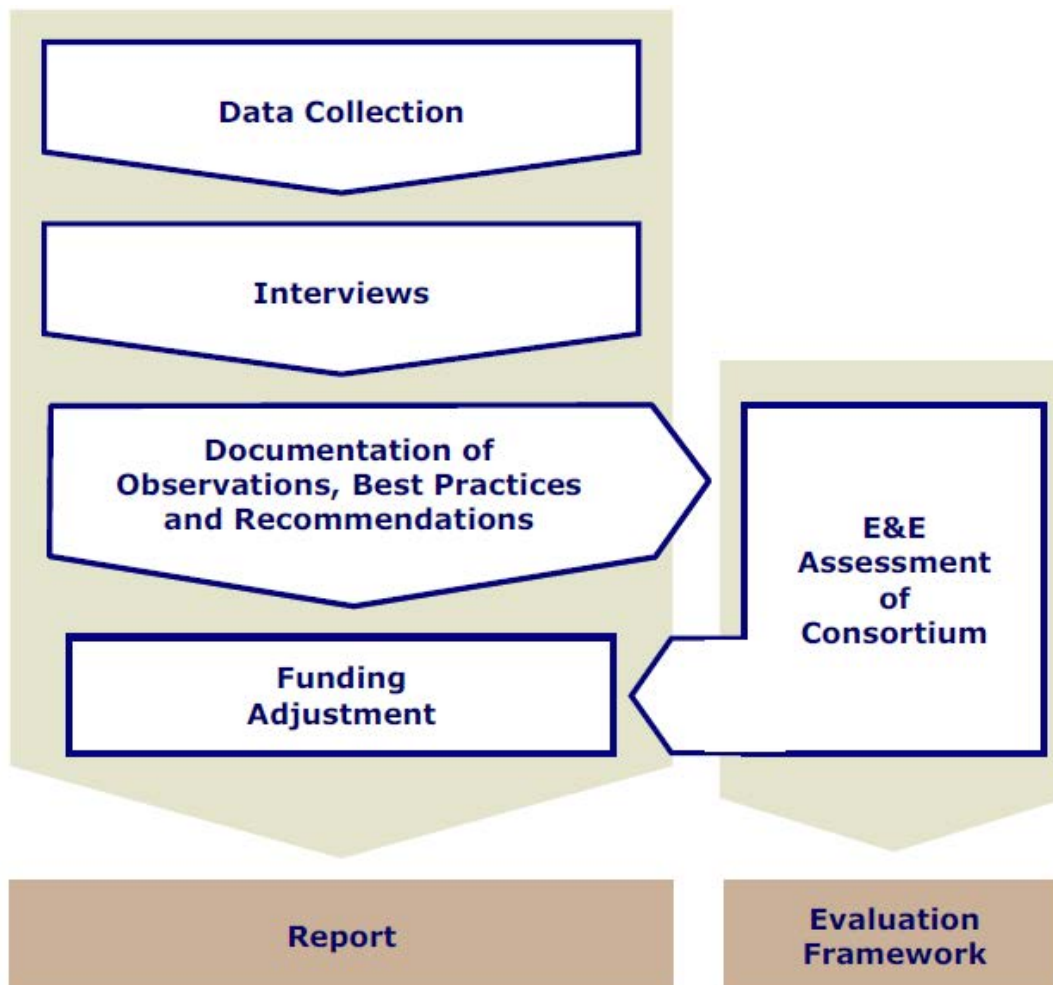 Data Collection
Interviews
Documentation of
Observations, Best Practices
and Recommendations
E&E
Assessment
of
Consortium
Funding
Adjustment
Report
Evaluation
Framework